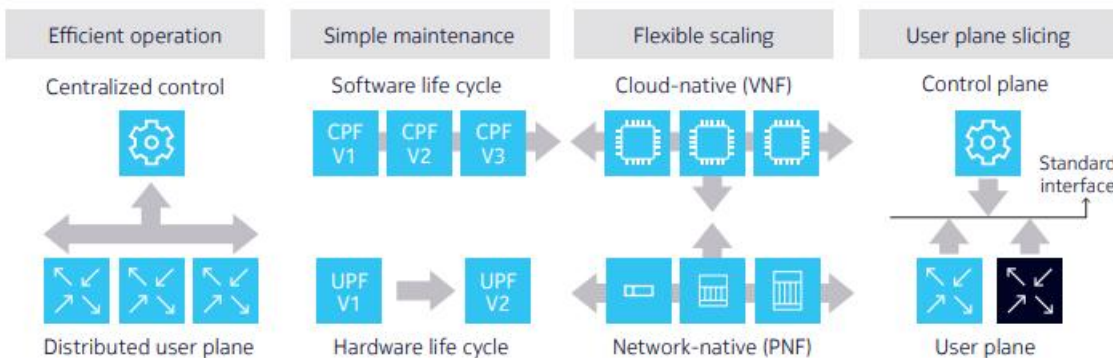 Efficient operation
Simple maintenance
Flexible scaling
User plane slicing
Centralized control
Software life cycle
Cloud-native (VNF)
Control plane
CPF
V1
CPF
V2
CPF
V3
Standard
interface
UPF
V1
UPF
V2
Distributed user plane
Hardware life cycle
Network-native (PNF)
User plane